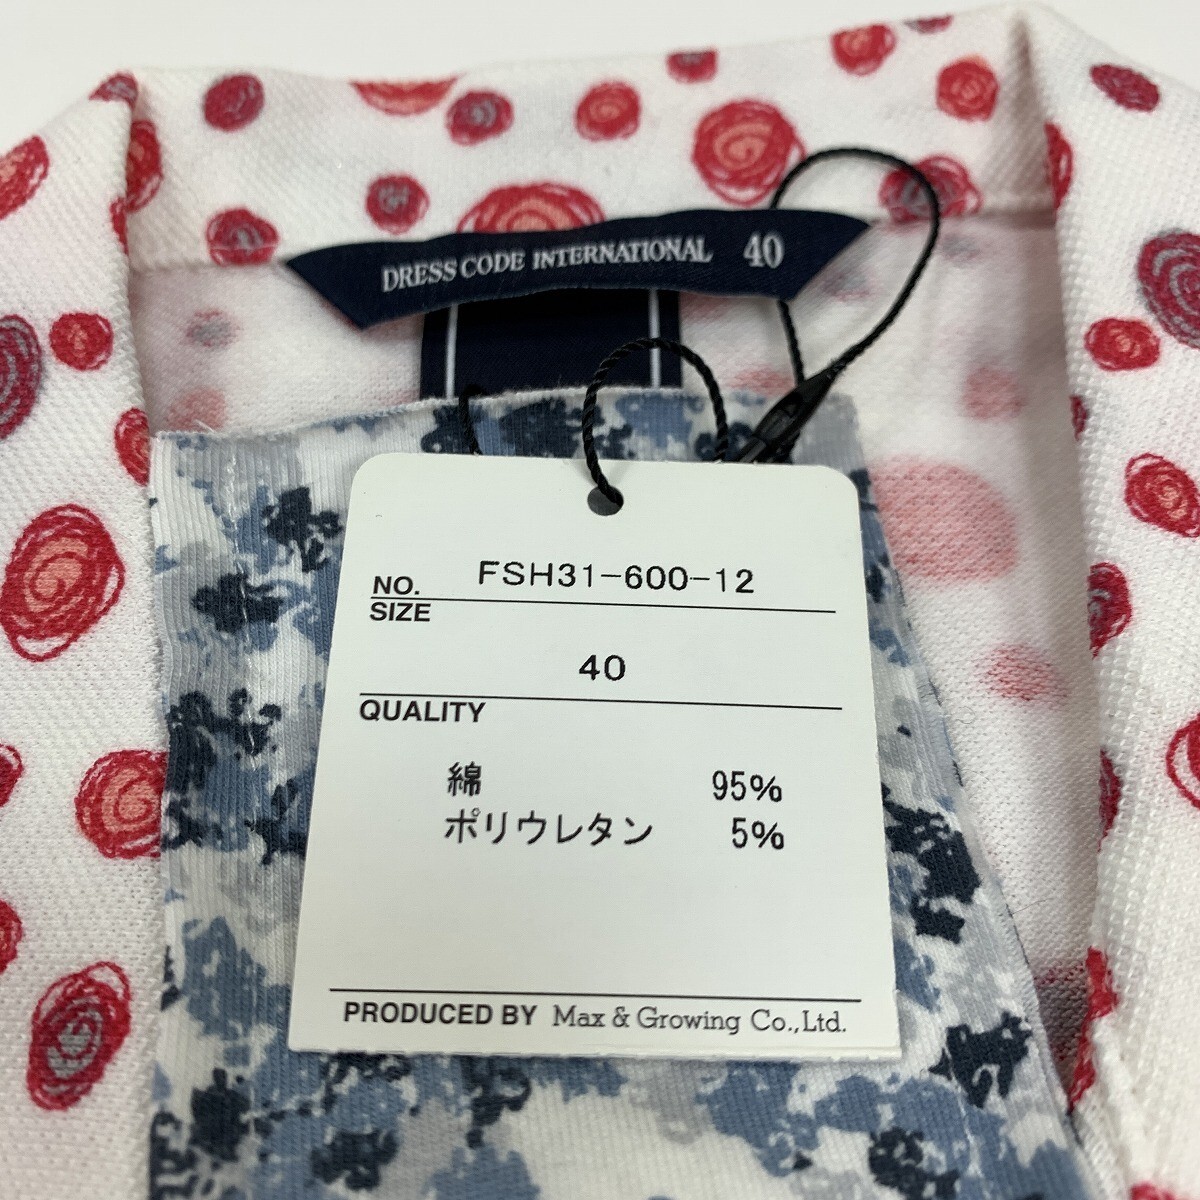 DRESS CODE INTERNATIONAL 40
NO. FSH31-600-12
SIZE
40
QUALITY
綿 95%
ポリウレタン 5%
PRODUCED BY Max & Growing Co.,Ltd.